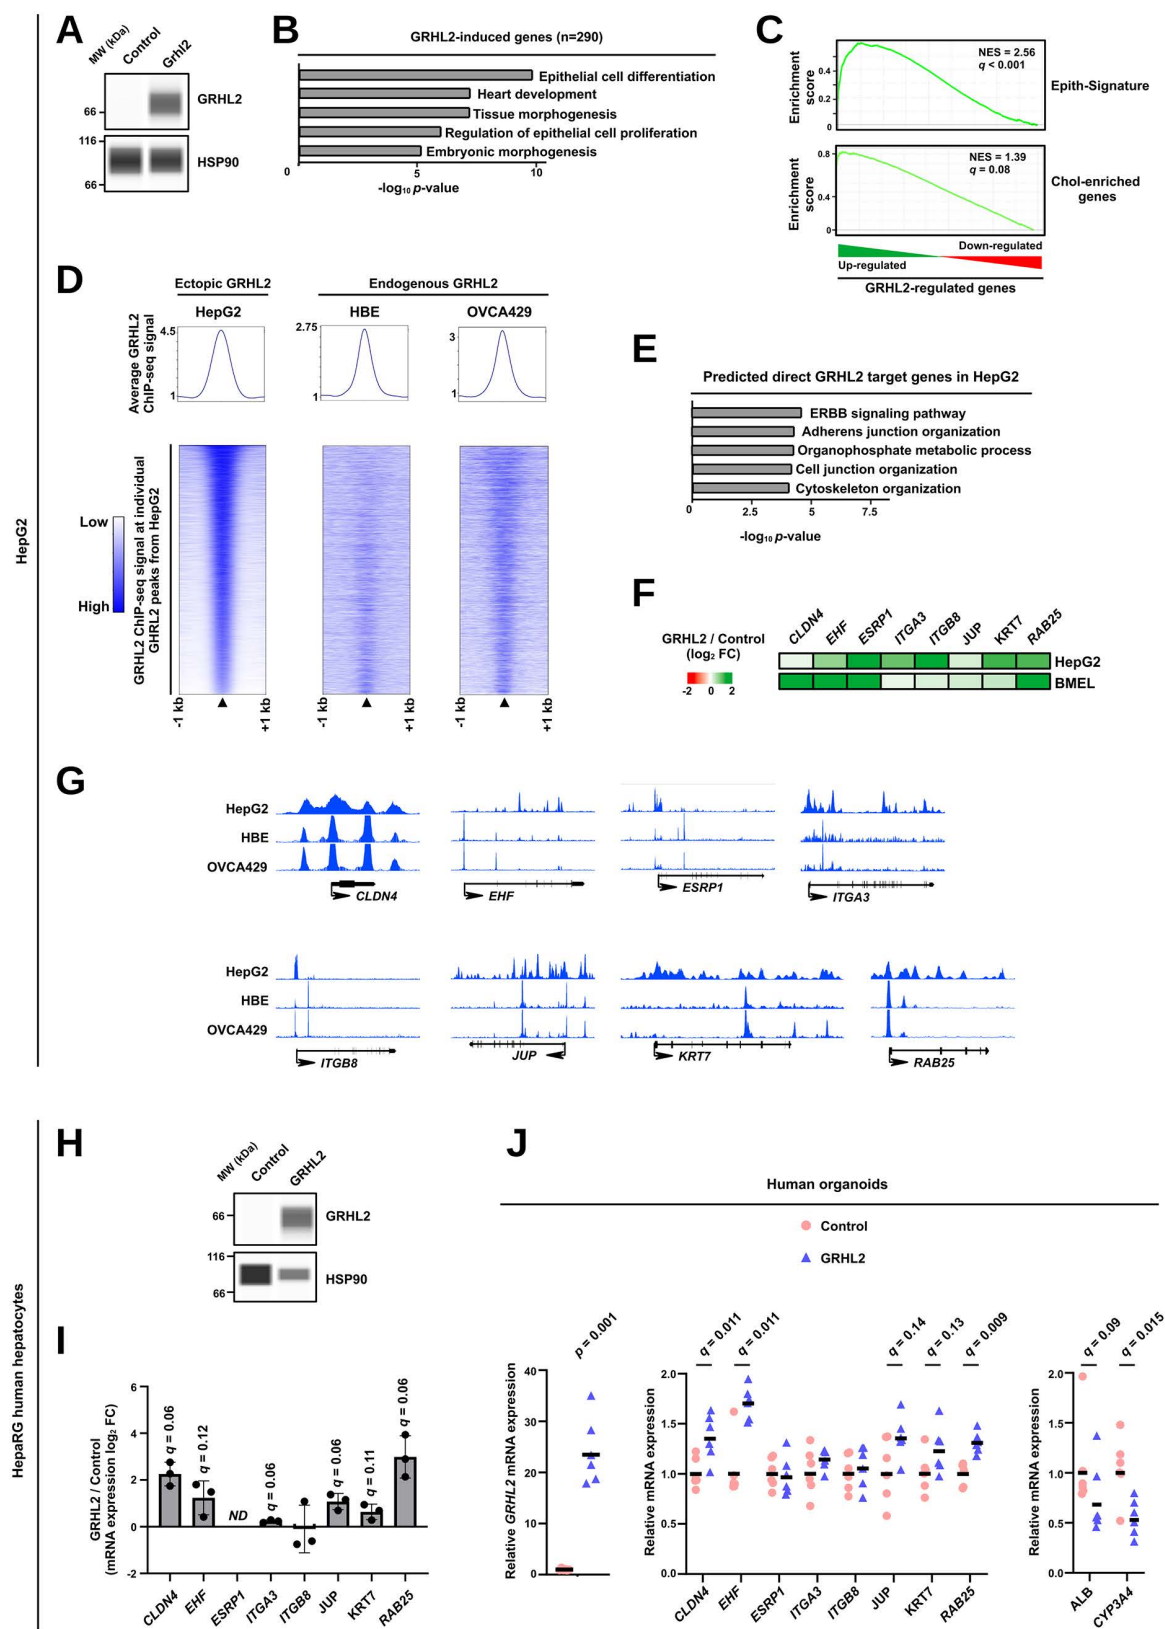 HepG2
A
MW (kDa)
Control
Grhl2
GRHL2
66
116
HSP90
66
B
GRHL2-induced genes (n=290)
Epithelial cell differentiation
Heart development
Tissue morphogenesis
Regulation of epithelial cell proliferation
Embryonic morphogenesis
0
5
10
-log10 p-value
C
Enrichment
score
0.4
0.2
0
NES = 2.56
q < 0.001
Epith-Signature
Enrichment
score
0.8
0.4
0
NES = 1.39
q = 0.08
Chol-enriched
genes
Down-regulated
Up-regulated
GRHL2-regulated genes
D
Ectopic GRHL2
Endogenous GRHL2
HepG2
HBE
OVCA429
Average GRHL2
ChIP-seq signal
4.5
1
2.75
1
3
1
Low
High
GRHL2 ChIP-seq signal at individual
GHRL2 peaks from HepG2
-1 kb
+1 kb
-1 kb
+1 kb
-1 kb
+1 kb
E
Predicted direct GRHL2 target genes in HepG2
ERBB signaling pathway
Adherens junction organization
Organophosphate metabolic process
Cell junction organization
Cytoskeleton organization
0
2.5
5
7.5
-log10 p-value
F
GRHL2 / Control
(log2 FC)
-2
0
2
CLDN4
EHF
ESRP1
ITGA3
ITGB8
JUP
KRT7
RAB25
HepG2
BMEL
G
HepG2
HBE
OVCA429
CLDN4
EHF
ESRP1
ITGA3
HepG2
HBE
OVCA429
ITGB8
JUP
KRT7
RAB25
HepaRG human hepatocytes
H
MW (kDa)
Control
GRHL2
66
GRHL2
116
HSP90
66
I
GRHL2 / Control
(mRNA expression log2 FC)
6
4
2
0
-2
q = 0.06
q = 0.12
ND
q = 0.06
q = 0.06
q = 0.11
q = 0.06
CLDN4
EHF
ESRP1
ITGA3
ITGB8
JUP
KRT7
RAB25
J
Human organoids
Control
GRHL2
Relative GRHL2 mRNA expression
40
30
20
10
0
p = 0.001
Relative mRNA expression
2.0
1.5
1.0
0.5
0.0
q = 0.011
q = 0.011
q = 0.14
q = 0.13
q = 0.009
CLDN4
EHF
ESRP1
ITGA3
ITGB8
JUP
KRT7
RAB25
Relative mRNA expression
2.0
1.5
1.0
0.5
0.0
q = 0.09
q = 0.015
ALB
CYP3A4